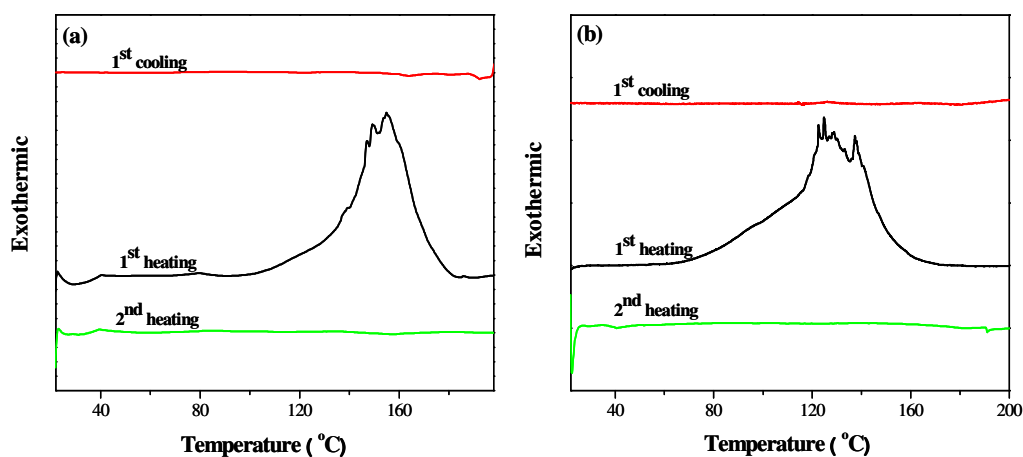 (a)
1st cooling
Exothermic
1st heating
2nd heating
40 80 120 160
Temperature ( °C)
(b)
1st cooling
Exothermic
1st heating
2nd heating
40 80 120 160 200
Temperature ( °C)